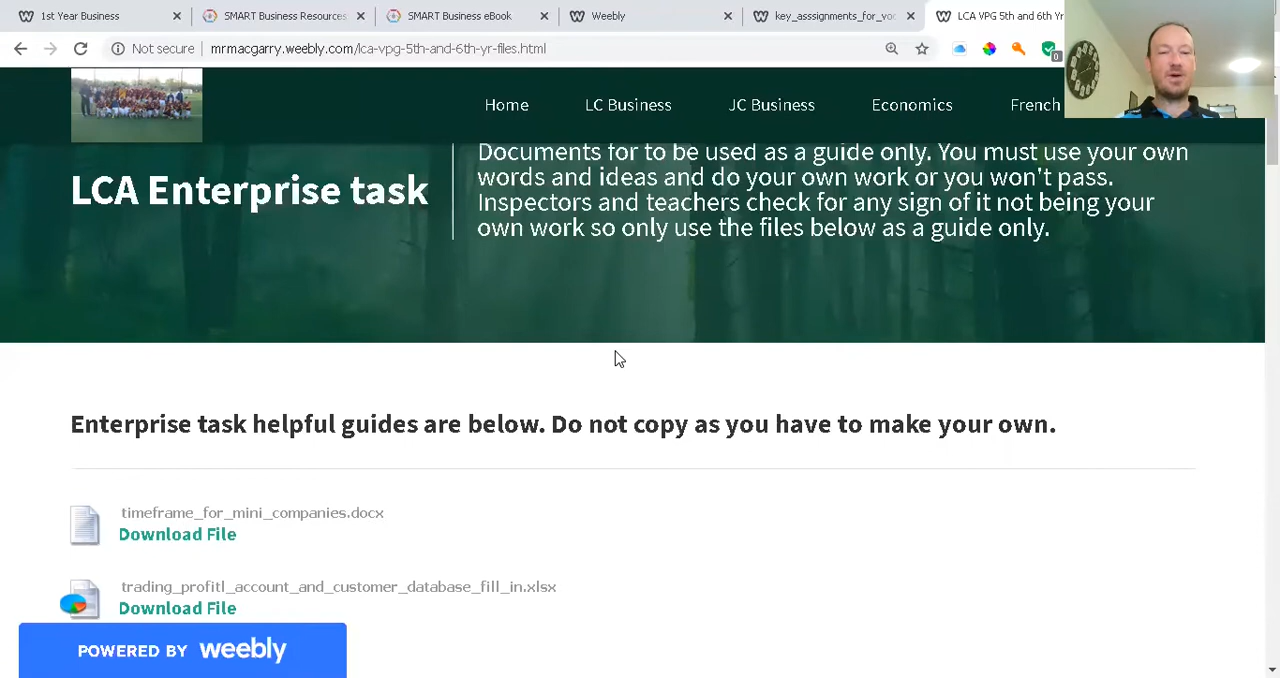 1st Year Business
SMART Business Resources
SMART Business eBook
Weebly
key_asssignments_for_voc
LCA VPG 5th and 6th Yr
Not secure
mrmacgarry.weebly.com/lca-vpg-5th-and-6th-yr-files.html
0
Home
LC Business
JC Business
Economics
French
LCA Enterprise task
Documents for to be used as a guide only. You must use your own
words and ideas and do your own work or you won't pass.
Inspectors and teachers check for any sign of it not being your
own work so only use the files below as a guide only.
Enterprise task helpful guides are below. Do not copy as you have to make your own.
timeframe_for_mini_companies.docx
Download File
trading_profitl_account_and_customer_database_fill_in.xlsx
Download File
POWERED BY weebly